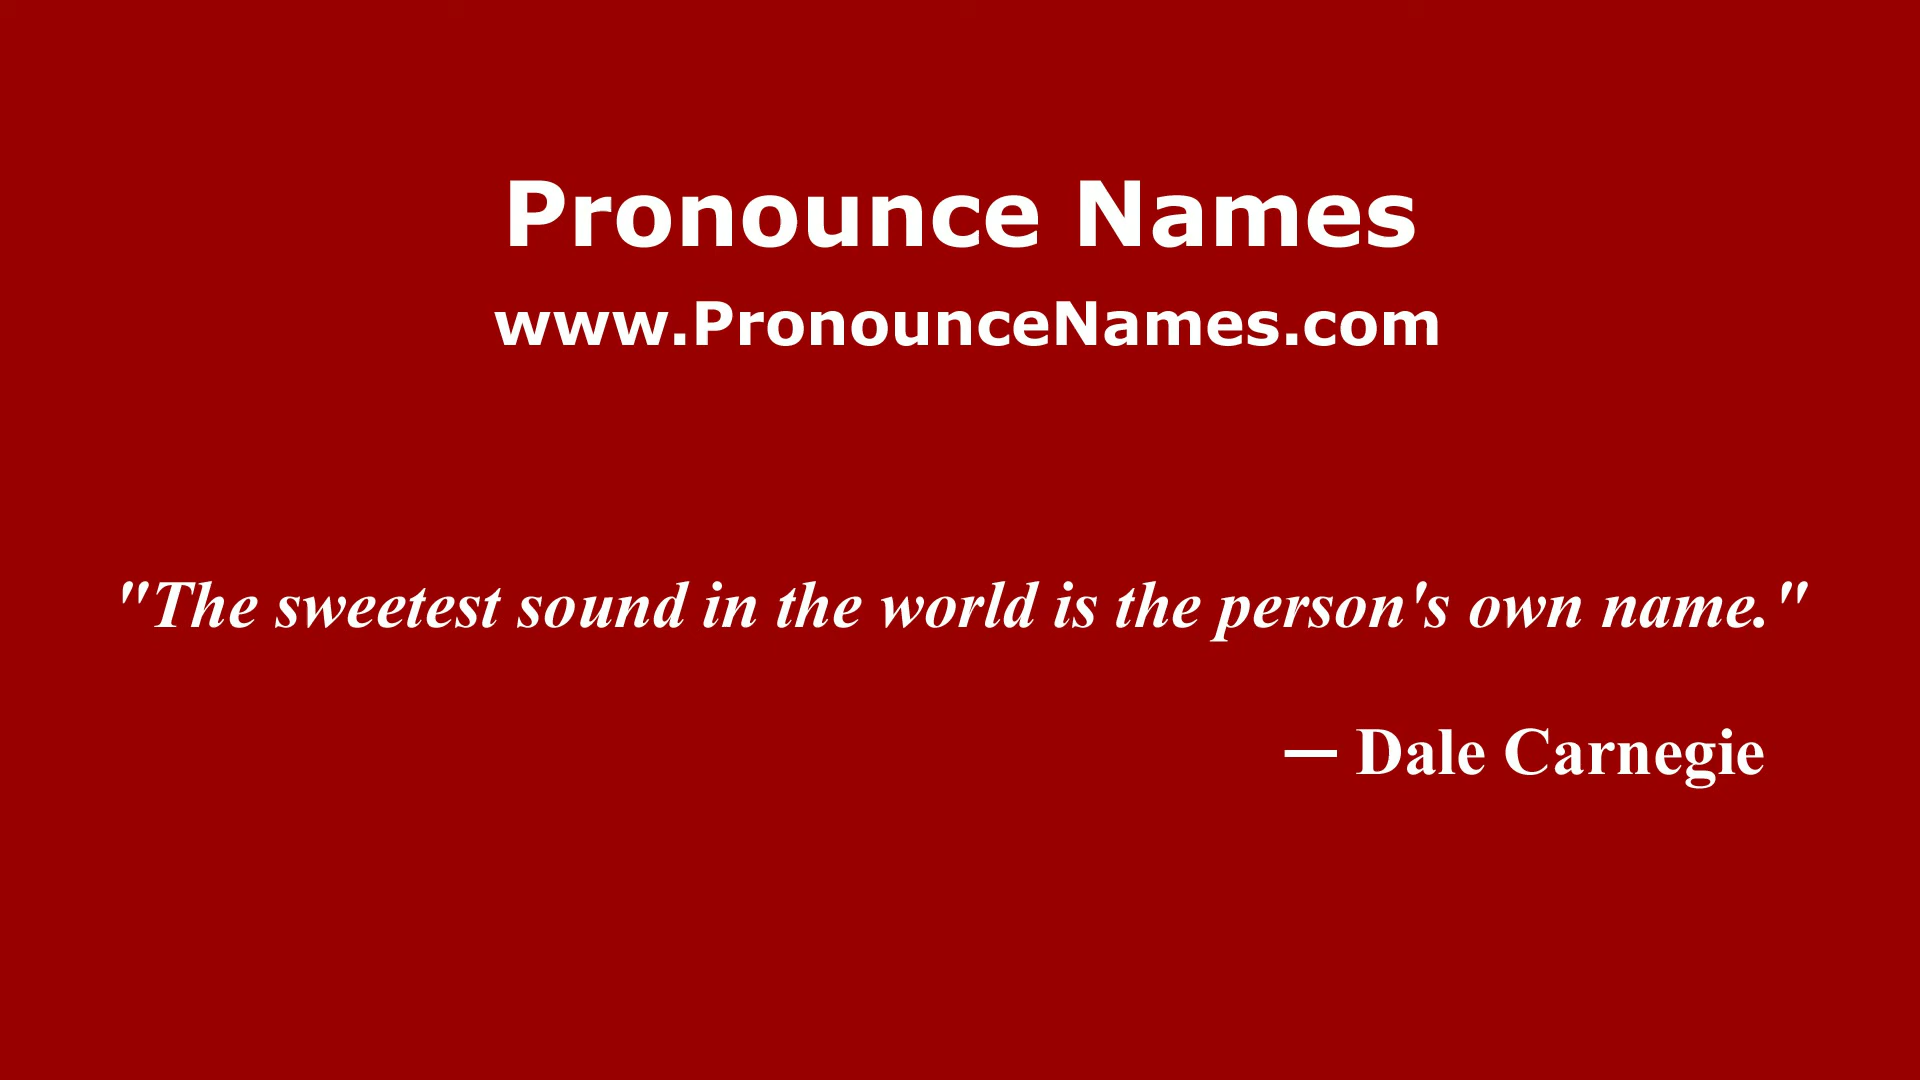 Pronounce Names
www.PronounceNames.com
"The sweetest sound in the world is the person's own name."
— Dale Carnegie